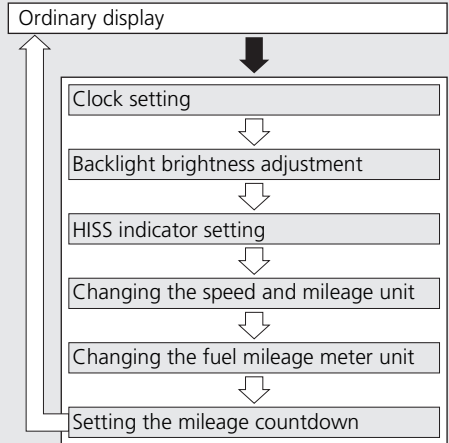 Ordinary display
Clock setting
Backlight brightness adjustment
HISS indicator setting
Changing the speed and mileage unit
Changing the fuel mileage meter unit
Setting the mileage countdown